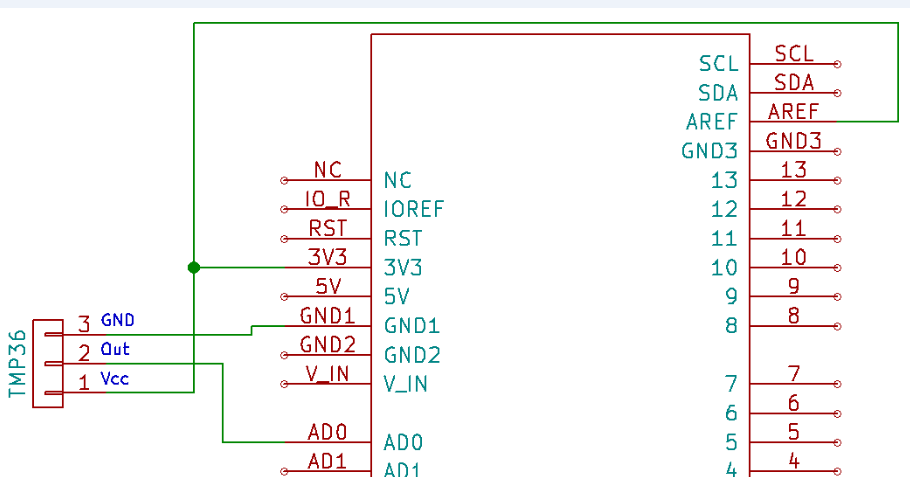 SCL SCL
SDA SDA
AREF AREF
GND3 GND3
NC NC 13 13
IO_R IOREF 12 12
RST RST 11 11
3V3 3V3 10 10
5V 5V 9 9
GND1 GND1 8 8
GND2 GND2
V_IN V_IN 7 7
6 6
AD0 AD0 5 5
AD1 AD1 4 4
TMP36
3 GND
2 Out
1 Vcc